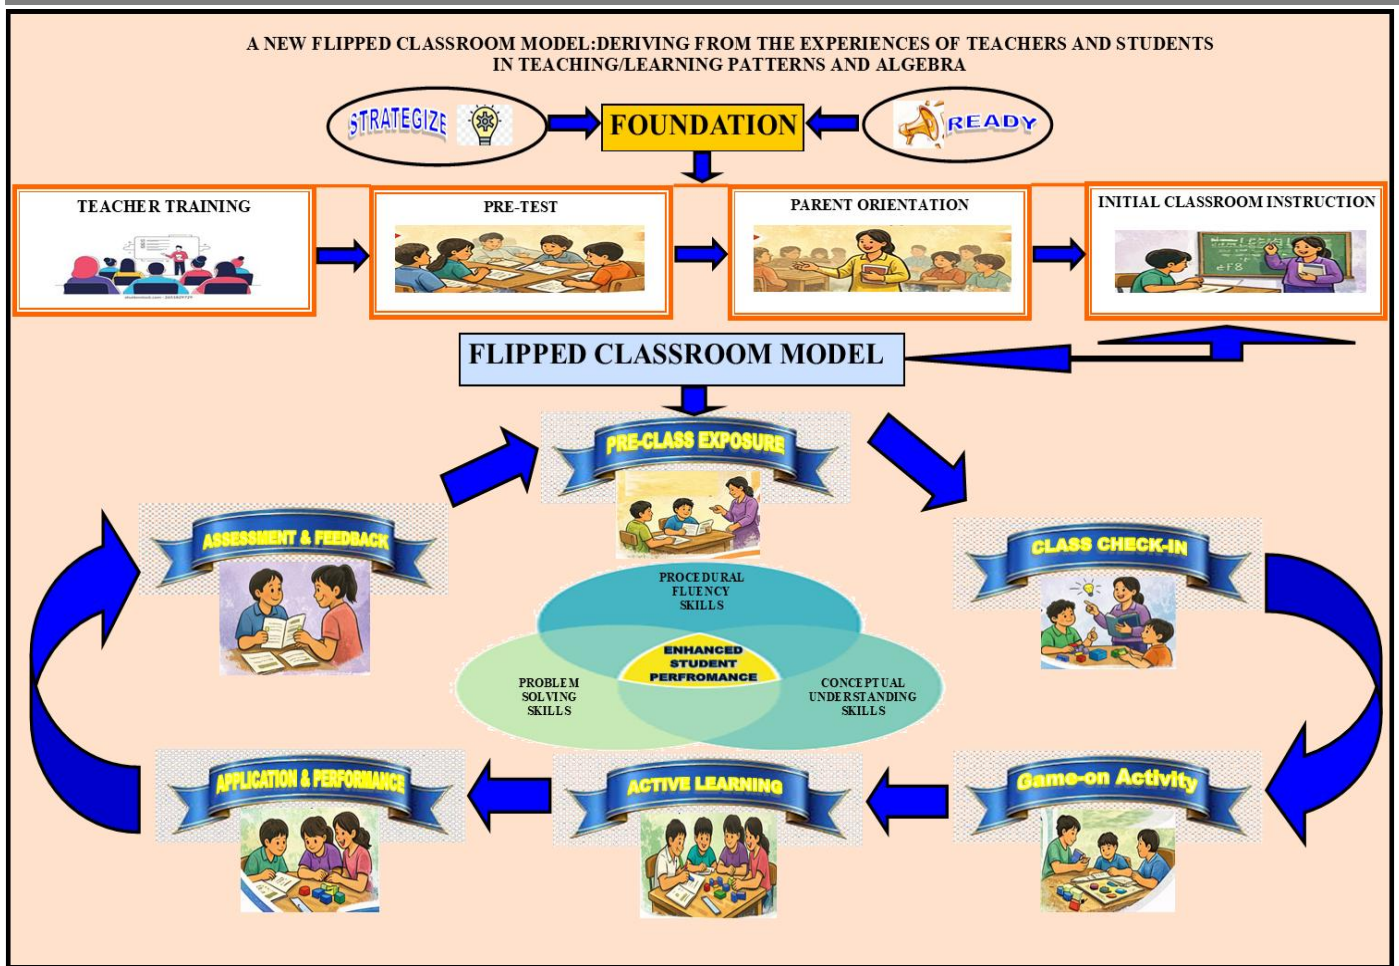 A NEW FLIPPED CLASSROOM MODEL:DERIVING FROM THE EXPERIENCES OF TEACHERS AND STUDENTS
IN TEACHING/LEARNING PATTERNS AND ALGEBRA
STRATEGIZE
FOUNDATION
READY
TEACHER TRAINING
PRE-TEST
PARENT ORIENTATION
INITIAL CLASSROOM INSTRUCTION
FLIPPED CLASSROOM MODEL
PRE-CLASS EXPOSURE
ASSESSMENT & FEEDBACK
CLASS CHECK-IN
PROCEDURAL
FLUENCY
SKILLS
ENHANCED
STUDENT
PERFROMANCE
PROBLEM
SOLVING
SKILLS
CONCEPTUAL
UNDERSTANDING
SKILLS
APPLICATION & PERFORMANCE
ACTIVE LEARNING
Game-on Activity